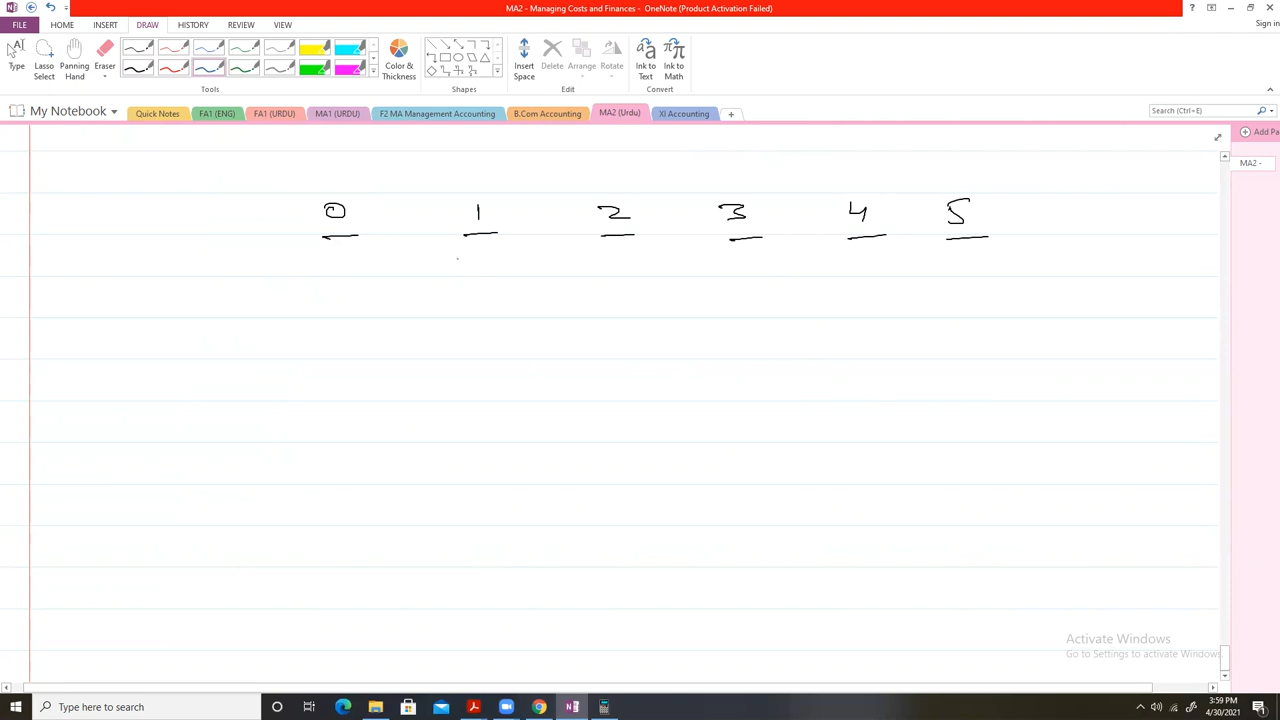 MA2 - Managing Costs and Finances - OneNote (Product Activation Failed)
FILE HOME INSERT DRAW HISTORY REVIEW VIEW
Sign in
Type Lasso Select Panning Hand Eraser Color & Thickness Insert Space Delete Arrange Rotate Ink to Text Ink to Math
Tools Shapes Edit Convert
My Notebook Quick Notes FA1 (ENG) FA1 (URDU) MA1 (URDU) F2 MA Management Accounting B.Com Accounting MA2 (Urdu) XI Accounting Search (Ctrl+E)
Add Pa
MA2 -
0 1 2 3 4 5
Activate Windows
Go to Settings to activate Windows.
Type here to search
3:59 PM
4/30/2021